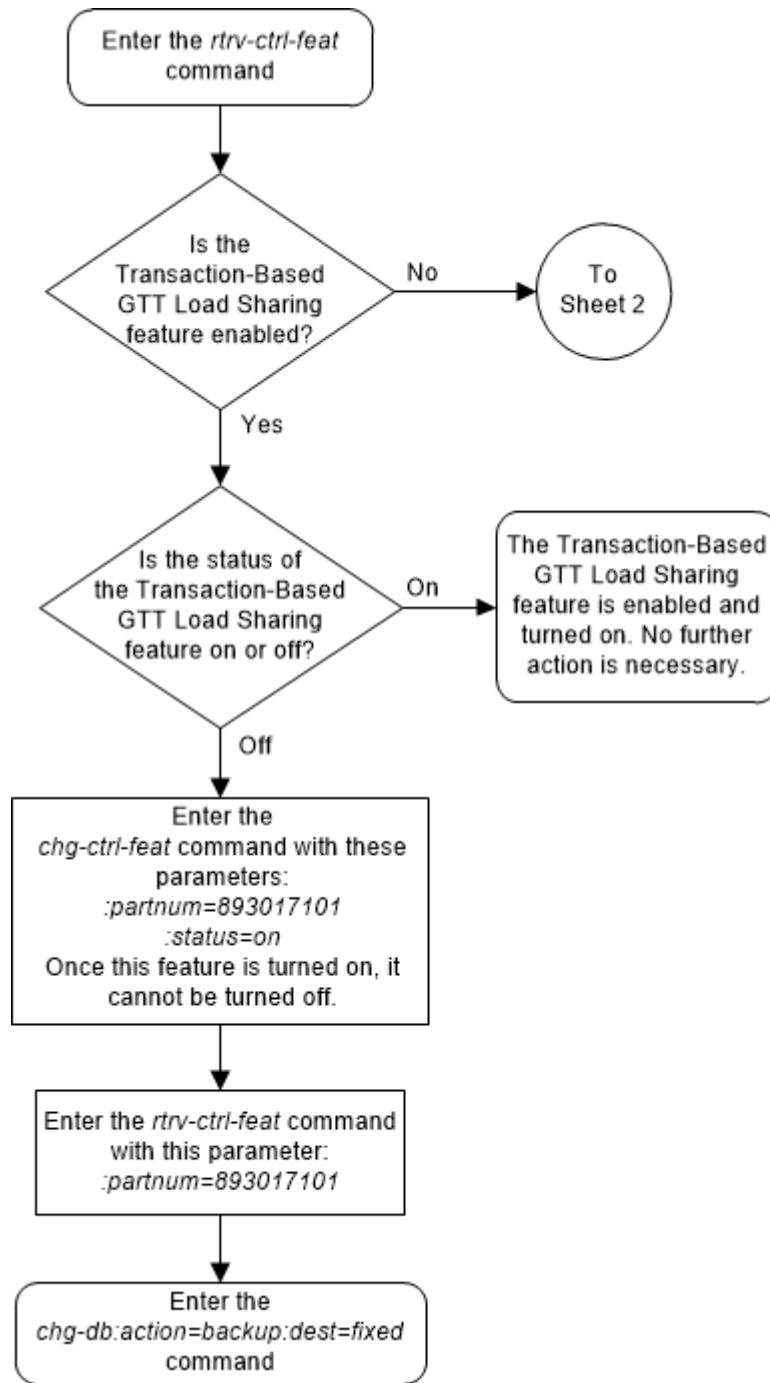 Enter the rtrv-ctrl-feat
command
Is the
Transaction-Based
GTT Load Sharing
feature enabled?
No
To
Sheet 2
Yes
Is the status of
the Transaction-Based
GTT Load Sharing
feature on or off?
On
The Transaction-Based
GTT Load Sharing
feature is enabled and
turned on. No further
action is necessary.
Off
Enter the
chg-ctrl-feat command with these
parameters:
:partnum=893017101
:status=on
Once this feature is turned on, it
cannot be turned off.
Enter the rtrv-ctrl-feat command
with this parameter:
:partnum=893017101
Enter the
chg-db:action=backup:dest=fixed
command